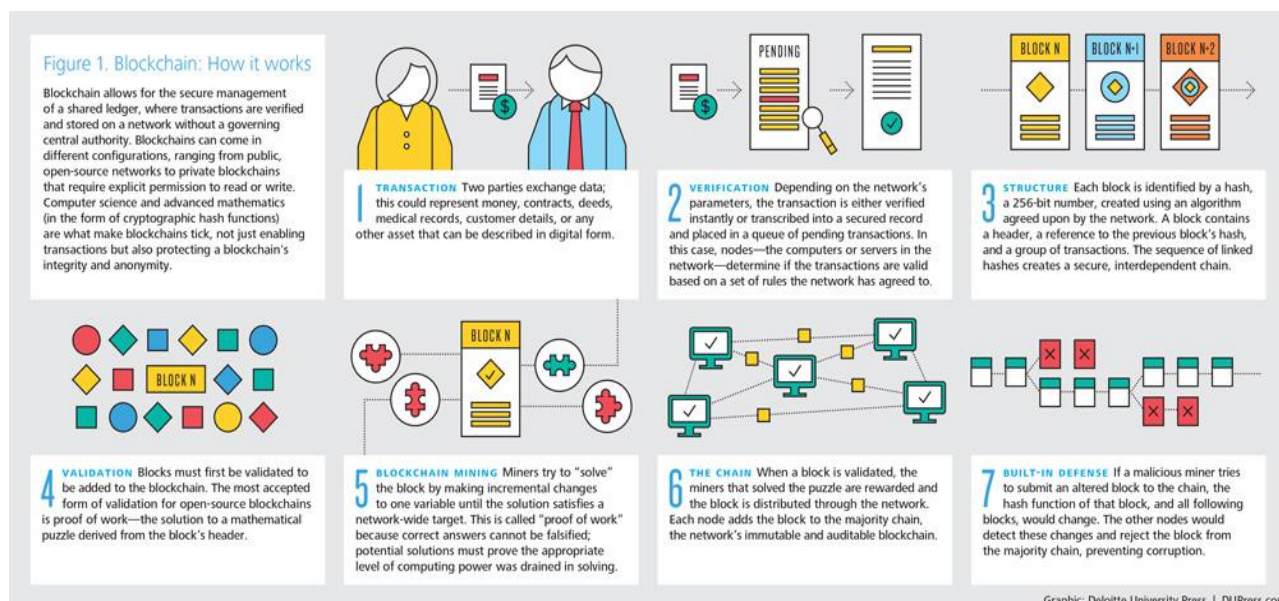 Figure 1. Blockchain: How it works
Blockchain allows for the secure management
of a shared ledger, where transactions are verified
and stored on a network without a governing
central authority. Blockchains can come in
different configurations, ranging from public,
open-source networks to private blockchains
that require explicit permission to read or write.
Computer science and advanced mathematics
(in the form of cryptographic hash functions)
are what make blockchains tick, not just enabling
transactions but also protecting a blockchain's
integrity and anonymity.
$
1 TRANSACTION Two parties exchange data;
this could represent money, contracts, deeds,
medical records, customer details, or any
other asset that can be described in digital form.
$
PENDING
2 VERIFICATION Depending on the network's
parameters, the transaction is either verified
instantly or transcribed into a secured record
and placed in a queue of pending transactions. In
this case, nodes—the computers or servers in the
network—determine if the transactions are valid
based on a set of rules the network has agreed to.
BLOCK N
BLOCK N+1
BLOCK N+2
3 STRUCTURE Each block is identified by a hash,
a 256-bit number, created using an algorithm
agreed upon by the network. A block contains
a header, a reference to the previous block's hash,
and a group of transactions. The sequence of linked
hashes creates a secure, interdependent chain.
BLOCK N
4 VALIDATION Blocks must first be validated to
be added to the blockchain. The most accepted
form of validation for open-source blockchains
is proof of work—the solution to a mathematical
puzzle derived from the block's header.
BLOCK N
5 BLOCKCHAIN MINING Miners try to "solve"
the block by making incremental changes
to one variable until the solution satisfies a
network-wide target. This is called "proof of work"
because correct answers cannot be falsified;
potential solutions must prove the appropriate
level of computing power was drained in solving.
6 THE CHAIN When a block is validated, the
miners that solved the puzzle are rewarded and
the block is distributed through the network.
Each node adds the block to the majority chain,
the network's immutable and auditable blockchain.
7 BUILT-IN DEFENSE If a malicious miner tries
to submit an altered block to the chain, the
hash function of that block, and all following
blocks, would change. The other nodes would
detect these changes and reject the block from
the majority chain, preventing corruption.
Graphic: Deloitte University Press | DUPress.co